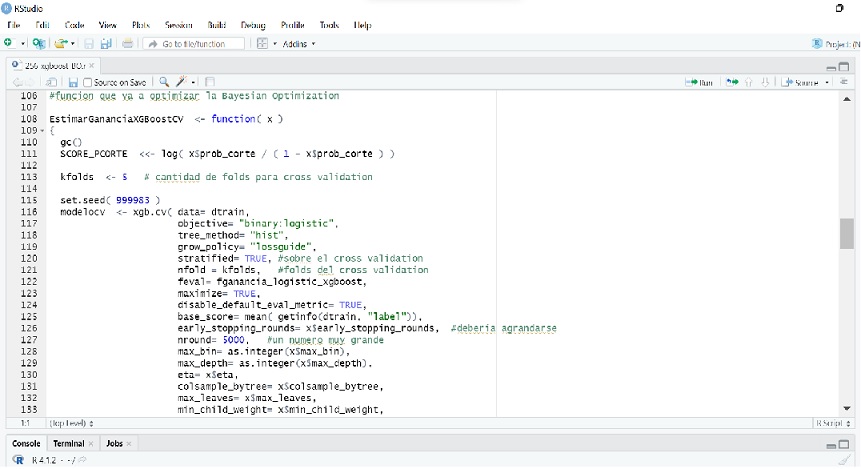 RStudio
File Edit Code View Plots Session Build Debug Profile Tools Help
Go to file/function Addins Project: (N
256 xgboost BO.r
Source on Save Run Source
106 #funcion que va a optimizar la Bayesian Optimization
107
108 EstimarGananciaXGBoostCV <- function( x )
109 {
110 gc()
111 SCORE_PCORTE <<- log( x$prob_corte / ( 1 - x$prob_corte ) )
112
113 kfolds <- 5 # cantidad de folds para cross validation
114
115 set.seed( 999983 )
116 modelocv <- xgb.cv( data= dtrain,
117 objective= "binary:logistic",
118 tree_method= "hist",
119 grow_policy= "lossguide",
120 stratified= TRUE, #sobre el cross validation
121 nfold = kfolds, #folds del cross validation
122 feval= fganancia_logistic_xgboost,
123 maximize= TRUE,
124 disable_default_eval_metric= TRUE,
125 base_score= mean( getinfo(dtrain, "label")),
126 early_stopping_rounds= x$early_stopping_rounds, #deberia agrandarse
127 nround= 5000, #un numero muy grande
128 max_bin= as.integer(x$max_bin),
129 max_depth= as.integer(x$max_depth),
130 eta= x$eta,
131 colsample_bytree= x$colsample_bytree,
132 max_leaves= x$max_leaves,
133 min_child_weight= x$min_child_weight,
1:1 (Top Level) R Script
Console Terminal Jobs
R 4.1.2 · ~/